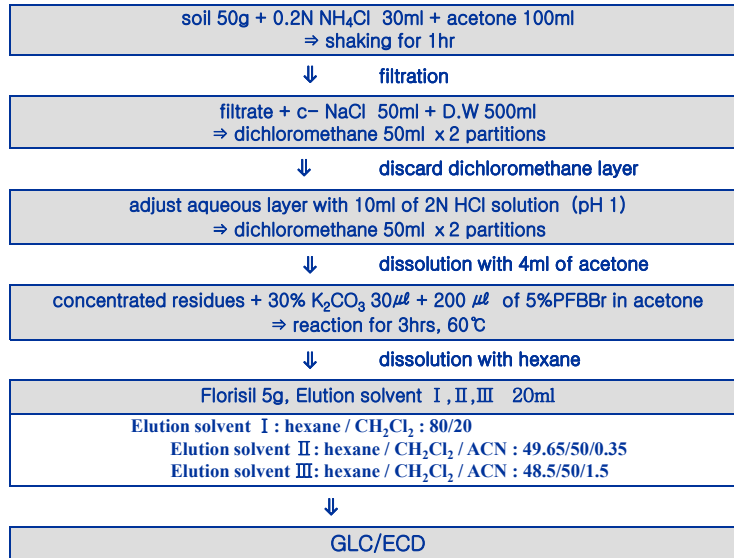 soil 50g + 0.2N NH₄Cl 30ml + acetone 100ml
⇒ shaking for 1hr
⇓ filtration
filtrate + c- NaCl 50ml + D.W 500ml
⇒ dichloromethane 50ml x 2 partitions
⇓ discard dichloromethane layer
adjust aqueous layer with 10ml of 2N HCl solution (pH 1)
⇒ dichloromethane 50ml x 2 partitions
⇓ dissolution with 4ml of acetone
concentrated residues + 30% K₂CO₃ 30㎕ + 200 ㎕ of 5%PFBBr in acetone
⇒ reaction for 3hrs, 60℃
⇓ dissolution with hexane
Florisil 5g, Elution solvent Ⅰ,Ⅱ,Ⅲ 20ml
Elution solvent Ⅰ: hexane / CH₂Cl₂ : 80/20
Elution solvent Ⅱ: hexane / CH₂Cl₂ / ACN : 49.65/50/0.35
Elution solvent Ⅲ: hexane / CH₂Cl₂ / ACN : 48.5/50/1.5
⇓
GLC/ECD